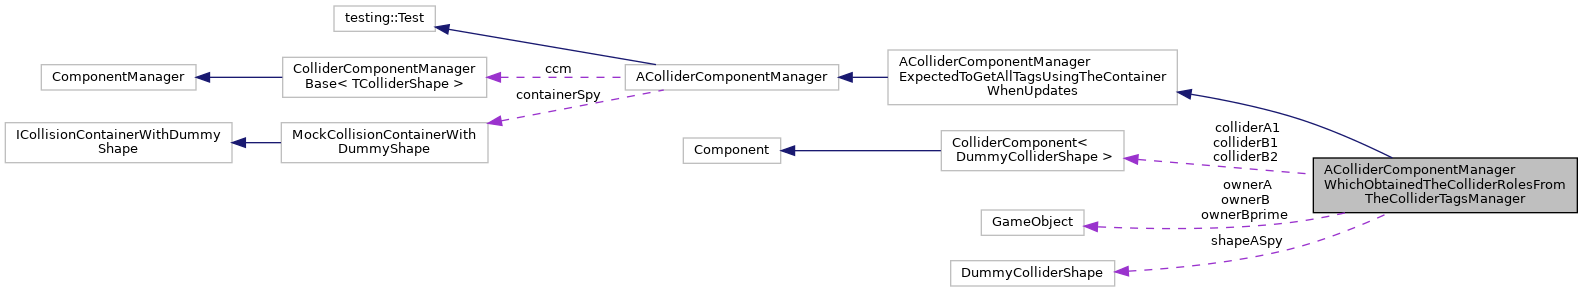 testing::Test
ComponentManager
ColliderComponentManager
Base< TColliderShape >
ccm
containerSpy
AColliderComponentManager
AColliderComponentManager
ExpectedToGetAllTagsUsingTheContainer
WhenUpdates
ICollisionContainerWithDummy
Shape
MockCollisionContainerWith
DummyShape
Component
ColliderComponent<
DummyColliderShape >
colliderA1
colliderB1
colliderB2
AColliderComponentManager
WhichObtainedTheColliderRolesFrom
TheColliderTagsManager
ownerA
ownerB
ownerBprime
GameObject
shapeASpy
DummyColliderShape